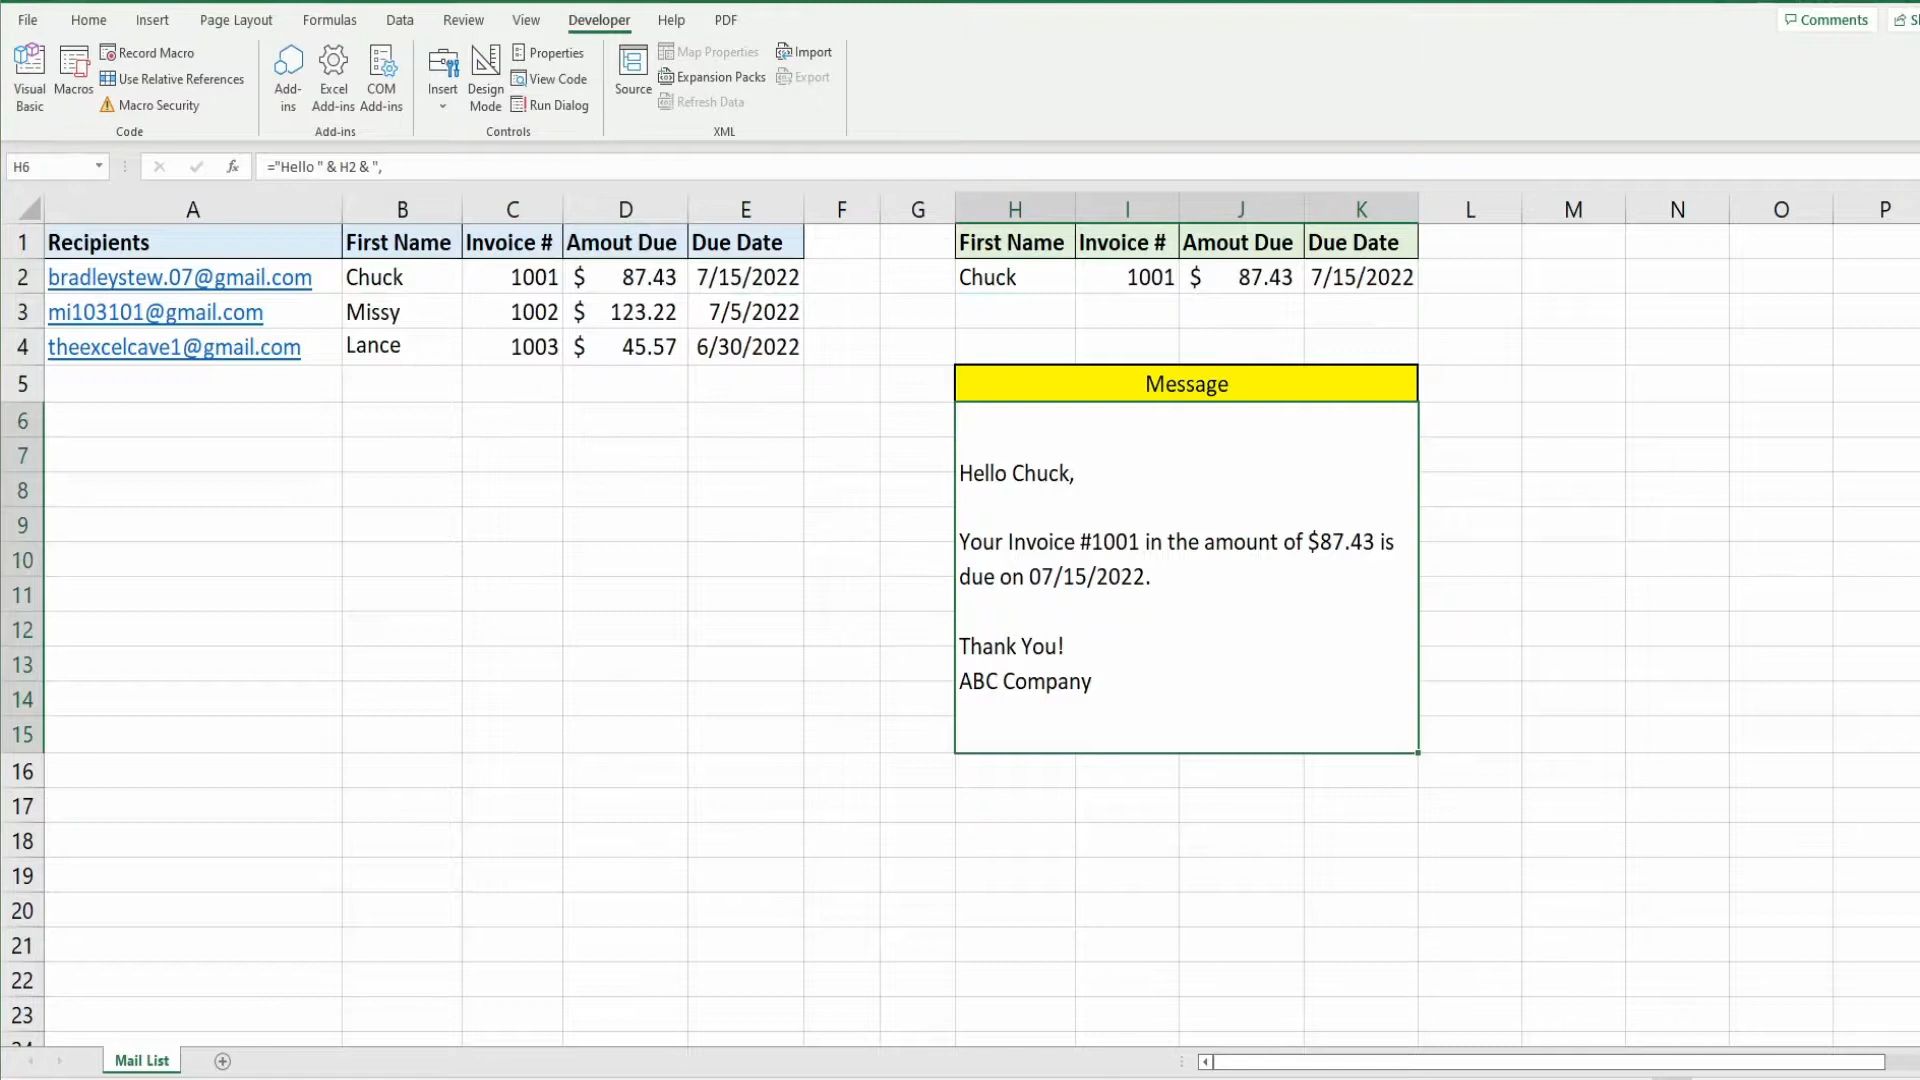 File Home Insert Page Layout Formulas Data Review View Developer Help PDF Comments
Visual Basic
Macros
Record Macro
Use Relative References
Macro Security
Code
Add-ins
Excel Add-ins
COM Add-ins
Add-ins
Insert
Design Mode
Properties
View Code
Run Dialog
Controls
Source
Map Properties
Expansion Packs
Refresh Data
Import
Export
XML
H6 fx ="Hello " & H2 & ",
A B C D E F G H I J K L M N O P
1 Recipients First Name Invoice # Amout Due Due Date First Name Invoice # Amout Due Due Date
2 bradleystew.07@gmail.com Chuck 1001 $ 87.43 7/15/2022 Chuck 1001 $ 87.43 7/15/2022
3 mi103101@gmail.com Missy 1002 $ 123.22 7/5/2022
4 theexcelcave1@gmail.com Lance 1003 $ 45.57 6/30/2022
5 Message
6
7
Hello Chuck,
8
9
Your Invoice #1001 in the amount of $87.43 is
10
due on 07/15/2022.
11
12
Thank You!
13
ABC Company
14
15
16
17
18
19
20
21
22
23
Mail List